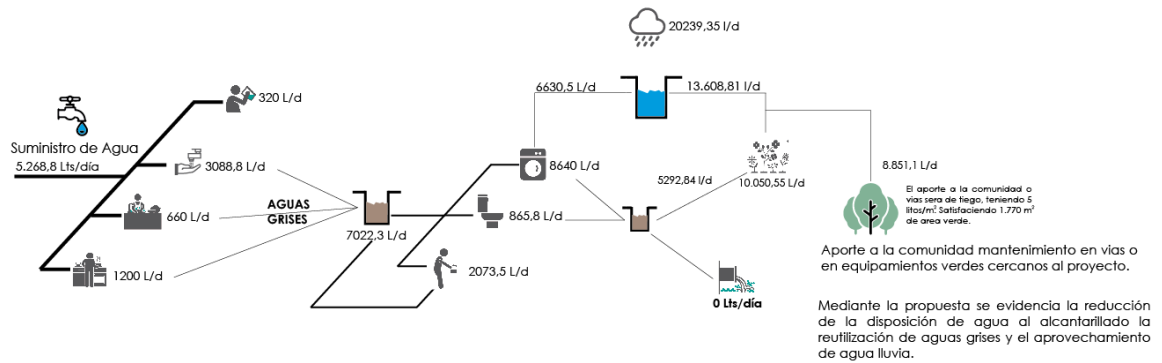 20239,35 l/d
6630,5 L/d
13.608,81 l/d
320 L/d
Suministro de Agua
5.268,8 Lts/día
3088,8 L/d
8640 L/d
5292,84 l/d
10.050,55 L/d
8.851,1 L/d
660 L/d
AGUAS
GRISES
7022,3 L/d
865,8 L/d
El aporte a la comunidad o
vias sera de tiego, teniendo 5
litos/m² Satisfaciendo 1.770 m²
de area verde.
1200 L/d
2073,5 L/d
0 Lts/día
Aporte a la comunidad mantenimiento en vias o
en equipamientos verdes cercanos al proyecto.
Mediante la propuesta se evidencia la reducción
de la disposición de agua al alcantarillado la
reutilización de aguas grises y el aprovechamiento
de agua lluvia.